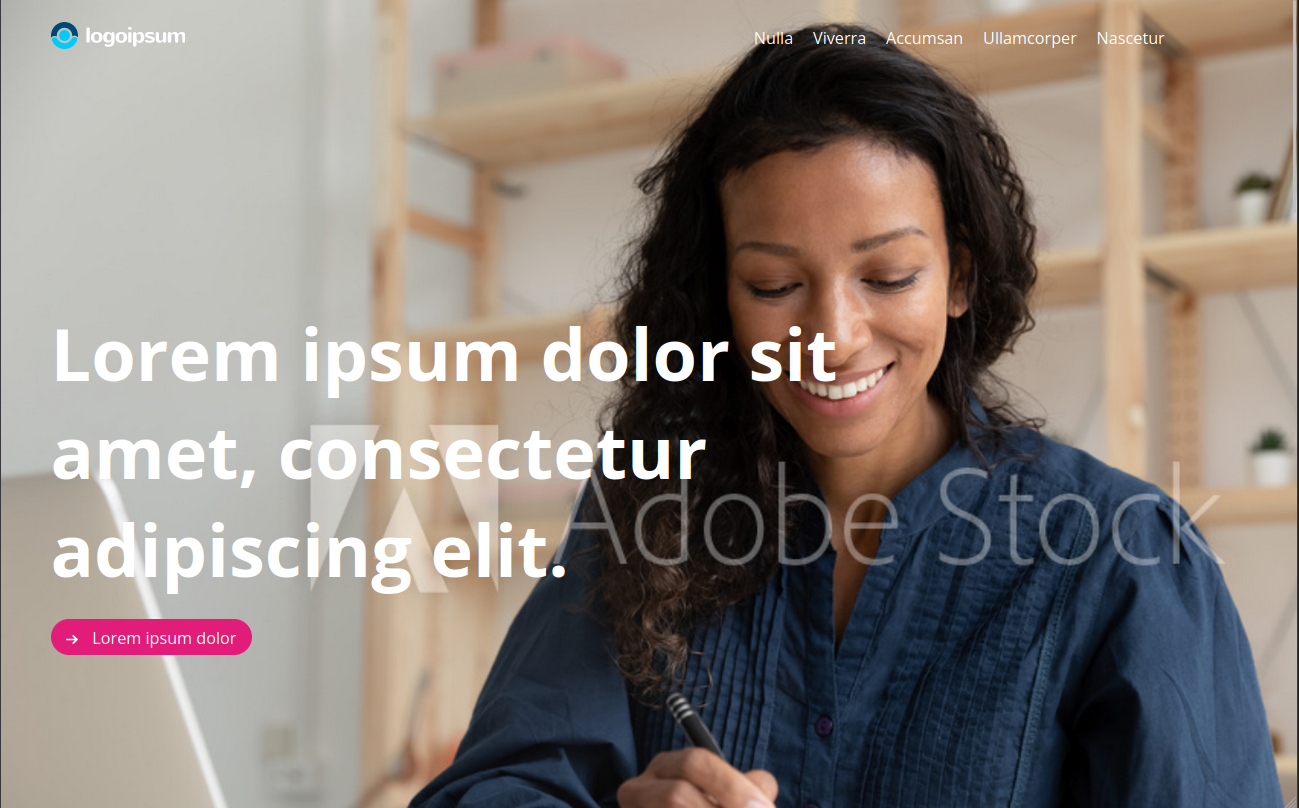 logoipsum
Nulla Viverra Accumsan Ullamcorper Nascetur
Lorem ipsum dolor sit
amet, consectetur
adipiscing elit.
Adobe Stock
→ Lorem ipsum dolor